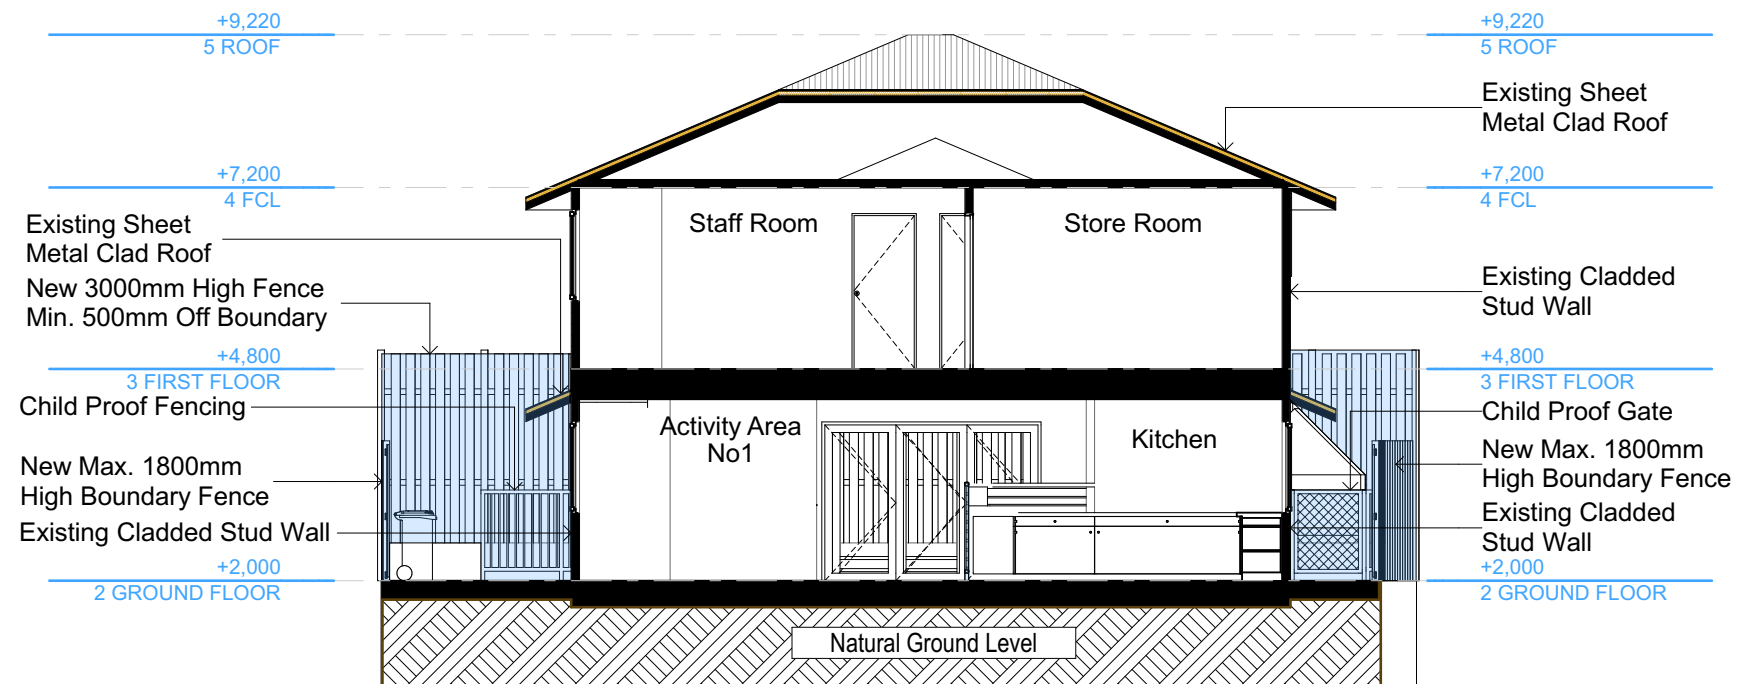 +9,220
5 ROOF
+9,220
5 ROOF
Existing Sheet
Metal Clad Roof
+7,200
4 FCL
+7,200
4 FCL
Existing Sheet
Metal Clad Roof
Staff Room
Store Room
New 3000mm High Fence
Min. 500mm Off Boundary
Existing Cladded
Stud Wall
+4,800
3 FIRST FLOOR
+4,800
3 FIRST FLOOR
Child Proof Fencing
Child Proof Gate
Activity Area
No1
Kitchen
New Max. 1800mm
High Boundary Fence
New Max. 1800mm
High Boundary Fence
Existing Cladded Stud Wall
Existing Cladded
Stud Wall
+2,000
2 GROUND FLOOR
+2,000
2 GROUND FLOOR
Natural Ground Level